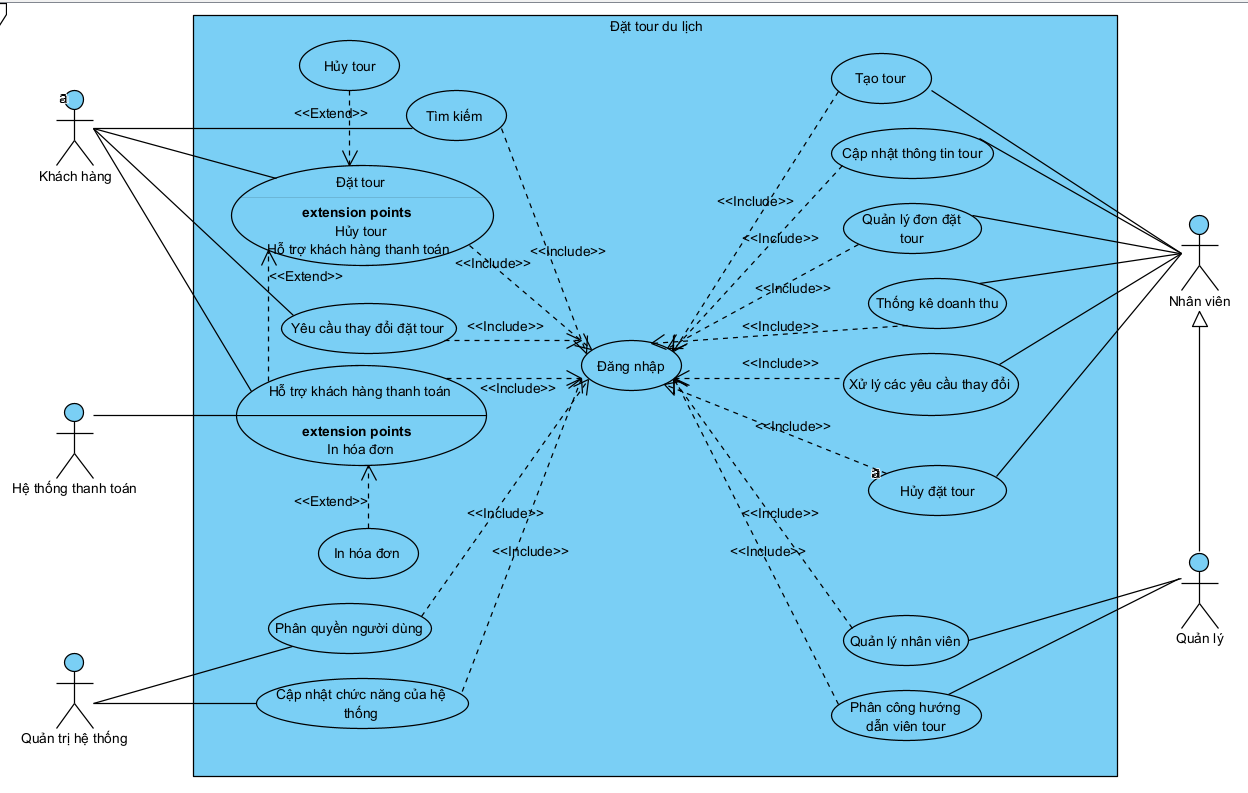 Đặt tour du lịch
Hủy tour
<<Extend>>
Tìm kiếm
Đặt tour
extension points
Hủy tour
Hỗ trợ khách hàng thanh toán
<<Extend>>
<<Include>>
<<Include>>
Yêu cầu thay đổi đặt tour
<<Include>>
Hỗ trợ khách hàng thanh toán
extension points
In hóa đơn
<<Include>>
<<Extend>>
In hóa đơn
<<Include>>
<<Include>>
Phân quyền người dùng
Cập nhật chức năng của hệ
thống
Đăng nhập
Tạo tour
Cập nhật thông tin tour
<<Include>>
Quản lý đơn đặt
tour
<<Include>>
<<Include>>
Thống kê doanh thu
<<Include>>
<<Include>>
Xử lý các yêu cầu thay đổi
<<Include>>
a
Hủy đặt tour
<<Include>>
<<Include>>
Quản lý nhân viên
Phân công hướng
dẫn viên tour
a
Khách hàng
Hệ thống thanh toán
Quản trị hệ thống
Nhân viên
Quản lý